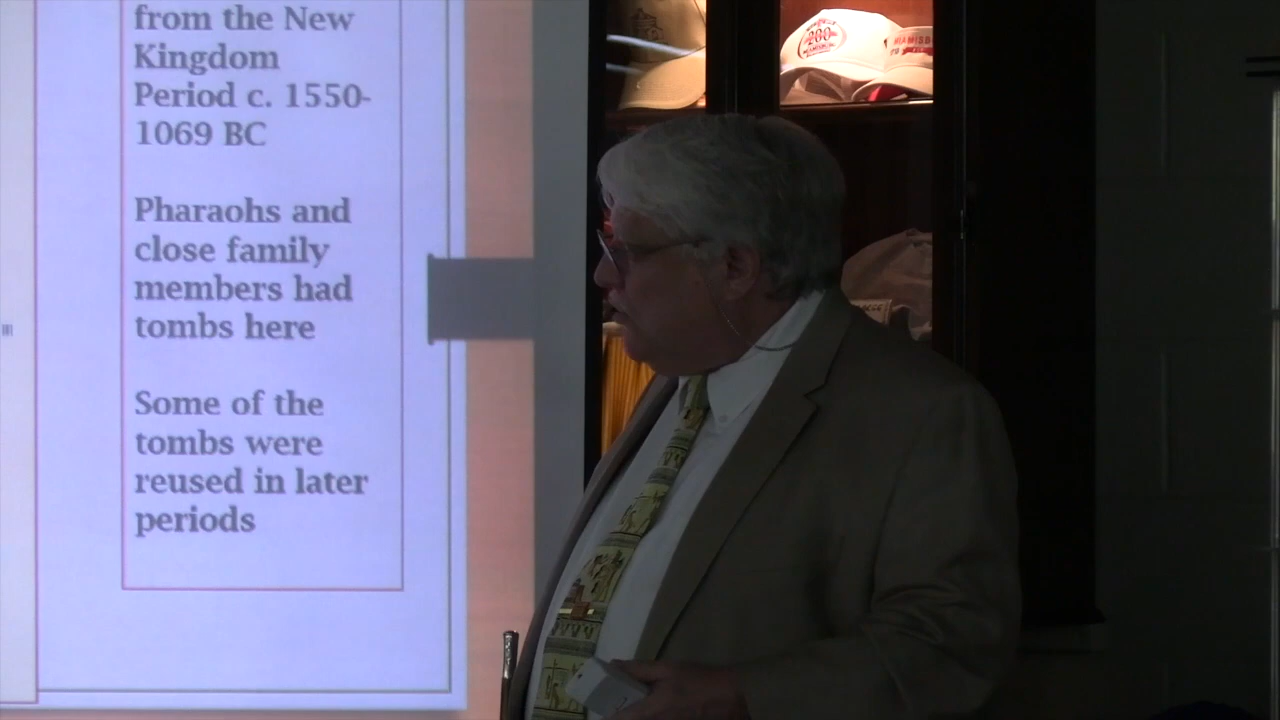 from the New
Kingdom
Period c. 1550-
1069 BC
Pharaohs and
close family
members had
tombs here
Some of the
tombs were
reused in later
periods
200